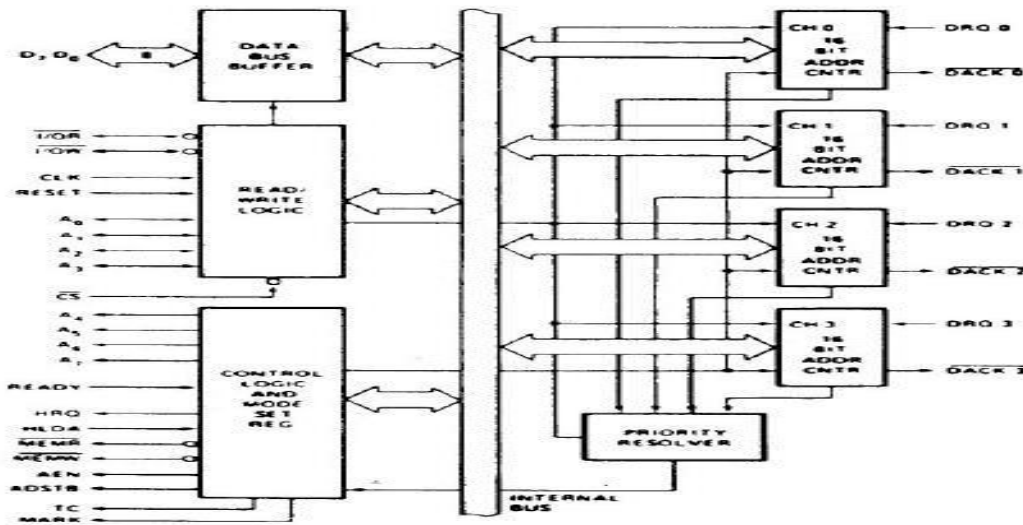 D7 D0
8
DATA
BUS
BUFFER
I/OR
I/OW
CLK
RESET
A0
A1
A2
A3
CS
READ/
WRITE
LOGIC
A4
A5
A6
A7
READY
HRQ
HLDA
MEMR
MEMW
AEN
ADSTB
TC
MARK
CONTROL
LOGIC
AND
MODE
SET
REG
INTERNAL
BUS
CH 0
16
BIT
ADDR
CNTR
DRQ 0
DACK 0
CH 1
16
BIT
ADDR
CNTR
DRQ 1
DACK 1
CH 2
16
BIT
ADDR
CNTR
DRQ 2
DACK 2
CH 3
16
BIT
ADDR
CNTR
DRQ 3
DACK 3
PRIORITY
RESOLVER